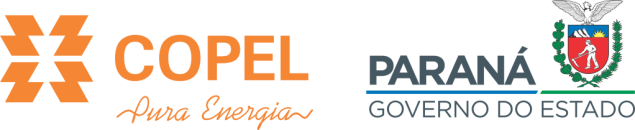 COPEL
Pura Energia
PARANÁ
GOVERNO DO ESTADO